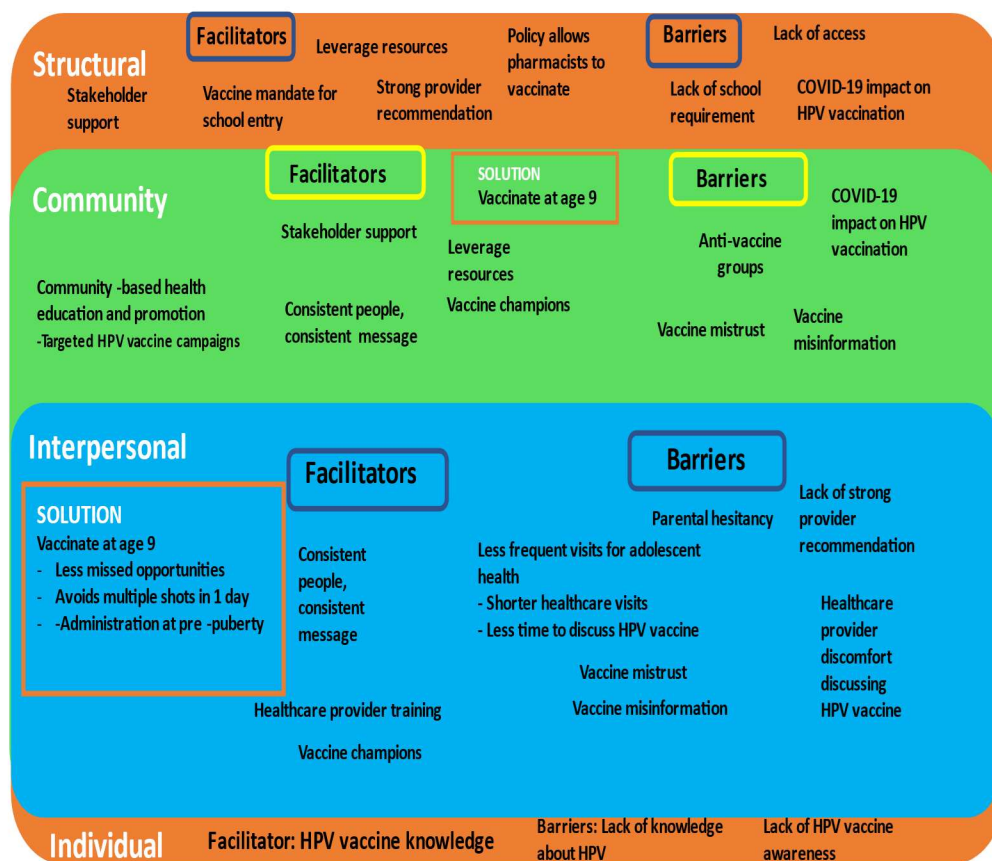 Structural
Facilitators
Leverage resources
Policy allows
pharmacists to
vaccinate
Barriers
Lack of access
Stakeholder
support
Vaccine mandate for
school entry
Strong provider
recommendation
Lack of school
requirement
COVID-19 impact on
HPV vaccination
Community
Facilitators
SOLUTION
Vaccinate at age 9
Barriers
COVID-19
impact on HPV
vaccination
Stakeholder support
Leverage
resources
Anti-vaccine
groups
Community -based health
education and promotion
-Targeted HPV vaccine campaigns
Consistent people,
consistent message
Vaccine champions
Vaccine mistrust
Vaccine
misinformation
Interpersonal
Facilitators
Barriers
SOLUTION
Vaccinate at age 9
- Less missed opportunities
- Avoids multiple shots in 1 day
- -Administration at pre -puberty
Consistent
people,
consistent
message
Parental hesitancy
Lack of strong
provider
recommendation
Less frequent visits for adolescent
health
- Shorter healthcare visits
- Less time to discuss HPV vaccine
Healthcare
provider
discomfort
discussing
HPV vaccine
Vaccine mistrust
Vaccine misinformation
Healthcare provider training
Vaccine champions
Individual
Facilitator: HPV vaccine knowledge
Barriers: Lack of knowledge
about HPV
Lack of HPV vaccine
awareness